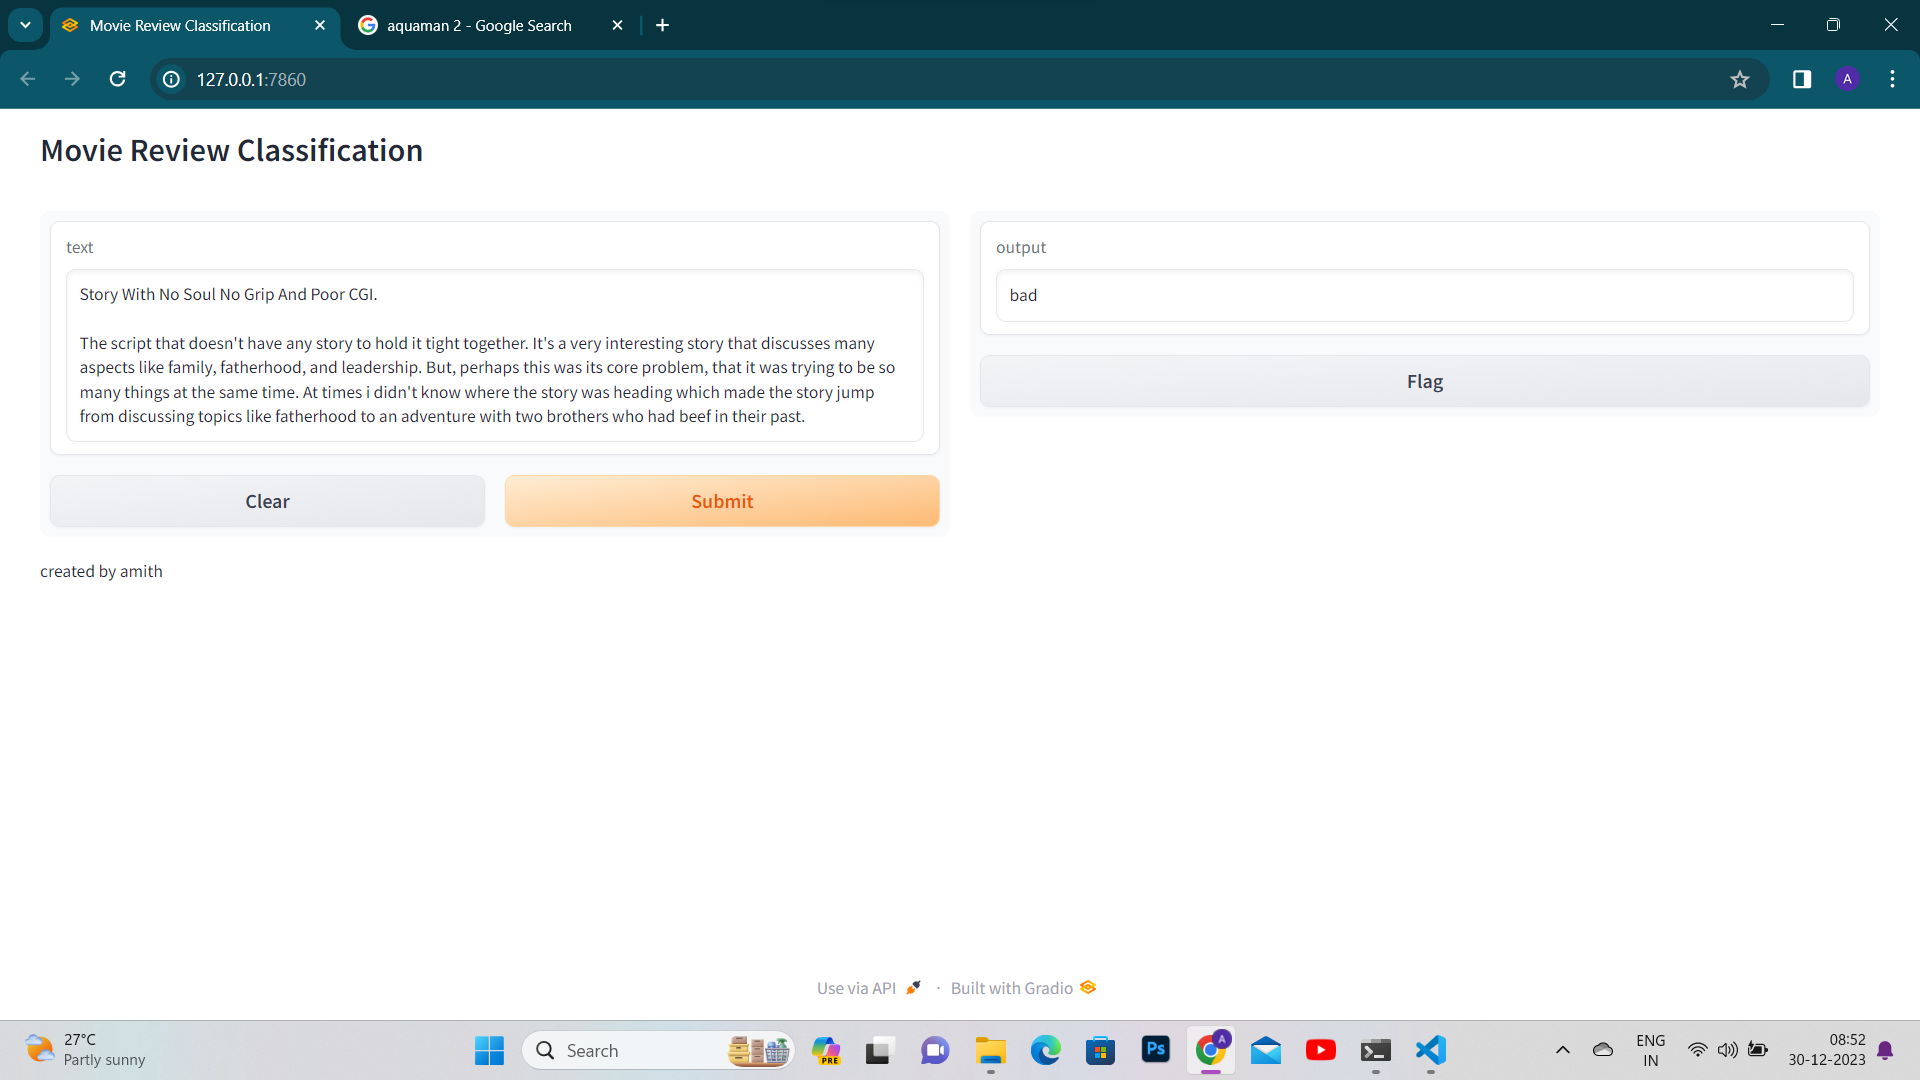 Movie Review Classification
aquaman 2 - Google Search
127.0.0.1:7860
A
Movie Review Classification
text
Story With No Soul No Grip And Poor CGI.
The script that doesn't have any story to hold it tight together. It's a very interesting story that discusses many
aspects like family, fatherhood, and leadership. But, perhaps this was its core problem, that it was trying to be so
many things at the same time. At times i didn't know where the story was heading which made the story jump
from discussing topics like fatherhood to an adventure with two brothers who had beef in their past.
Clear
Submit
output
bad
Flag
created by amith
Use via API
· Built with Gradio
27°C
Partly sunny
Search
PRE
Ps
A
ENG
IN
08:52
30-12-2023